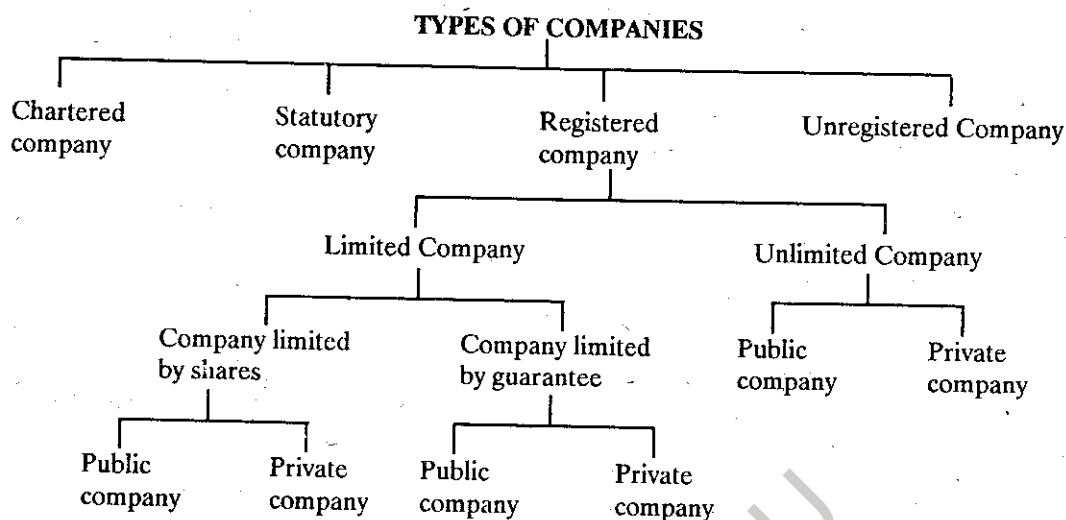 TYPES OF COMPANIES
Chartered
company
Statutory
company
Registered
company
Unregistered Company
Limited Company
Unlimited Company
Company limited
by shares
Company limited
by guarantee
Public
company
Private
company
Public
company
Private
company
Public
company
Private
company